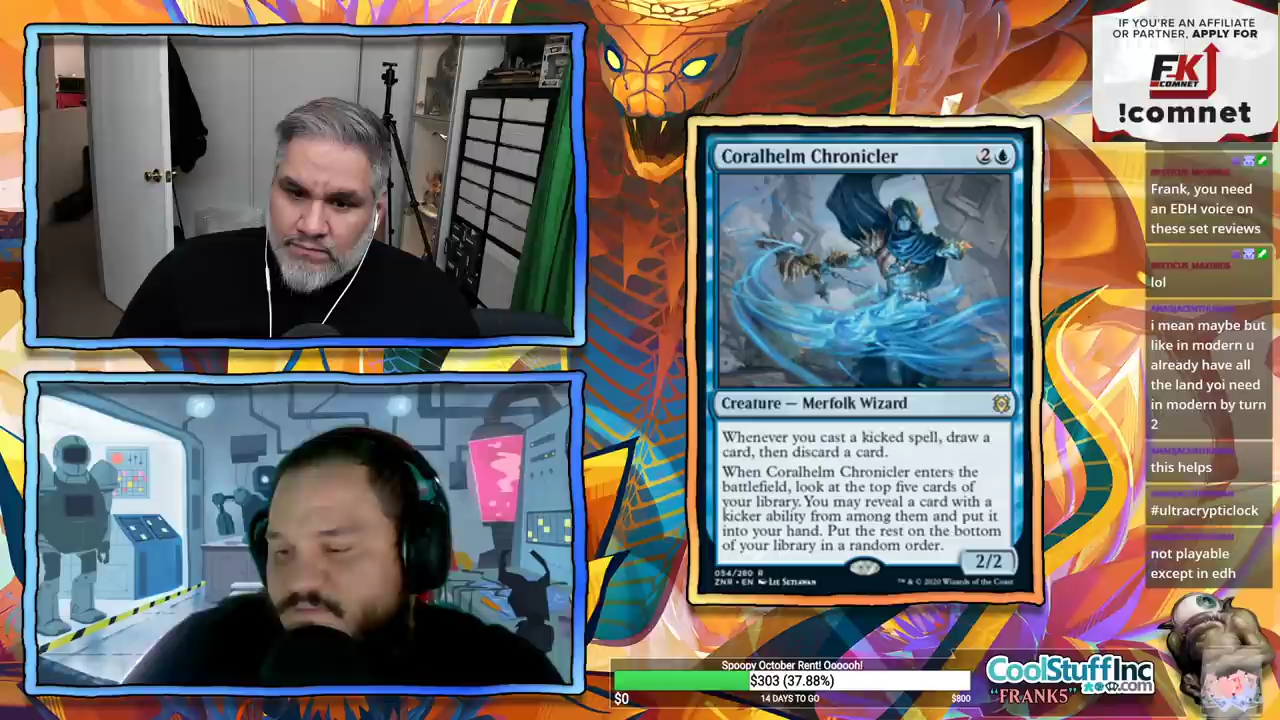 IF YOU'RE AN AFFILIATE
OR PARTNER, APPLY FOR
COMNET
!comnet
Coralhelm Chronicler
2
Creature — Merfolk Wizard
Whenever you cast a kicked spell, draw a
card, then discard a card.
When Coralhelm Chronicler enters the
battlefield, look at the top five cards of
your library. You may reveal a card with a
kicker ability from among them and put it
into your hand. Put the rest on the bottom
of your library in a random order.
2/2
054/280 R
ZNR • EN Lie Setiawan
™ & © 2020 Wizards of the Coast
Frank, you need
an EDH voice on
these set reviews
lol
i mean maybe but
like in modern u
already have all
the land yoi need
in modern by turn
2
this helps
#ultracrypticlock
not playable
except in edh
Spoopy October Rent! Oooooh!
$303 (37.88%)
$0
14 DAYS TO GO
$800
CoolStuffInc
.com
"FRANK5"